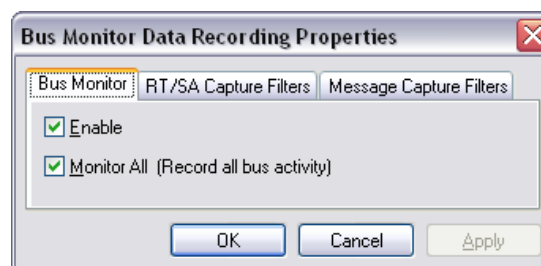 Bus Monitor Data Recording Properties
Bus Monitor RT/SA Capture Filters Message Capture Filters
Enable
Monitor All (Record all bus activity)
OK Cancel Apply